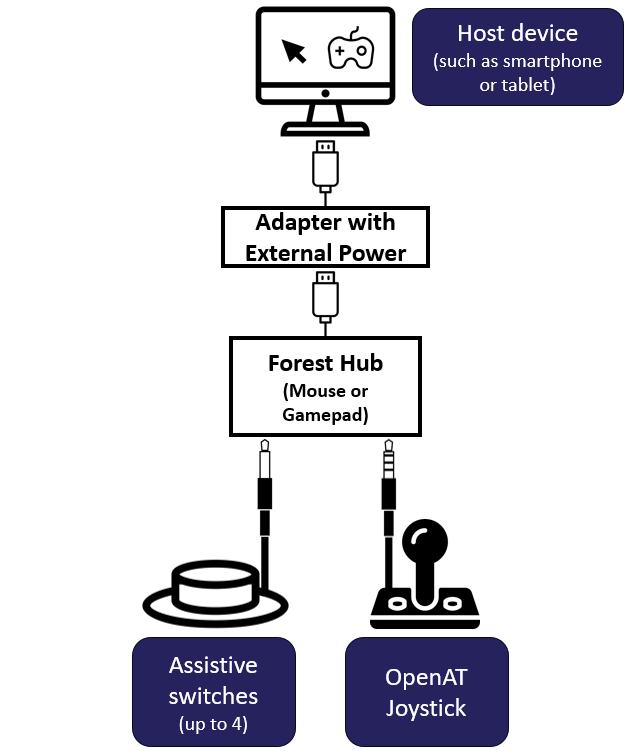 Host device
(such as smartphone
or tablet)
Adapter with
External Power
Forest Hub
(Mouse or
Gamepad)
Assistive
switches
(up to 4)
OpenAT
Joystick